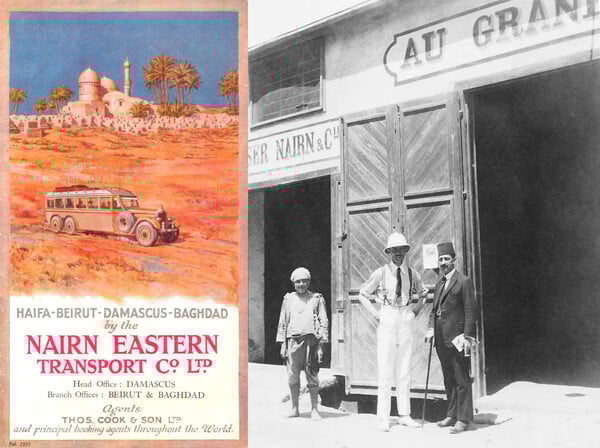 HAIFA-BEIRUT-DAMASCUS-BAGHDAD
by the
NAIRN EASTERN
TRANSPORT CO LTD
Head Office : DAMASCUS
Branch Offices : BEIRUT & BAGHDAD
Agents:
THOS. COOK & SON LTD
and principal booking agents throughout the World.
AU GRAN
SER NAIRN & CIE